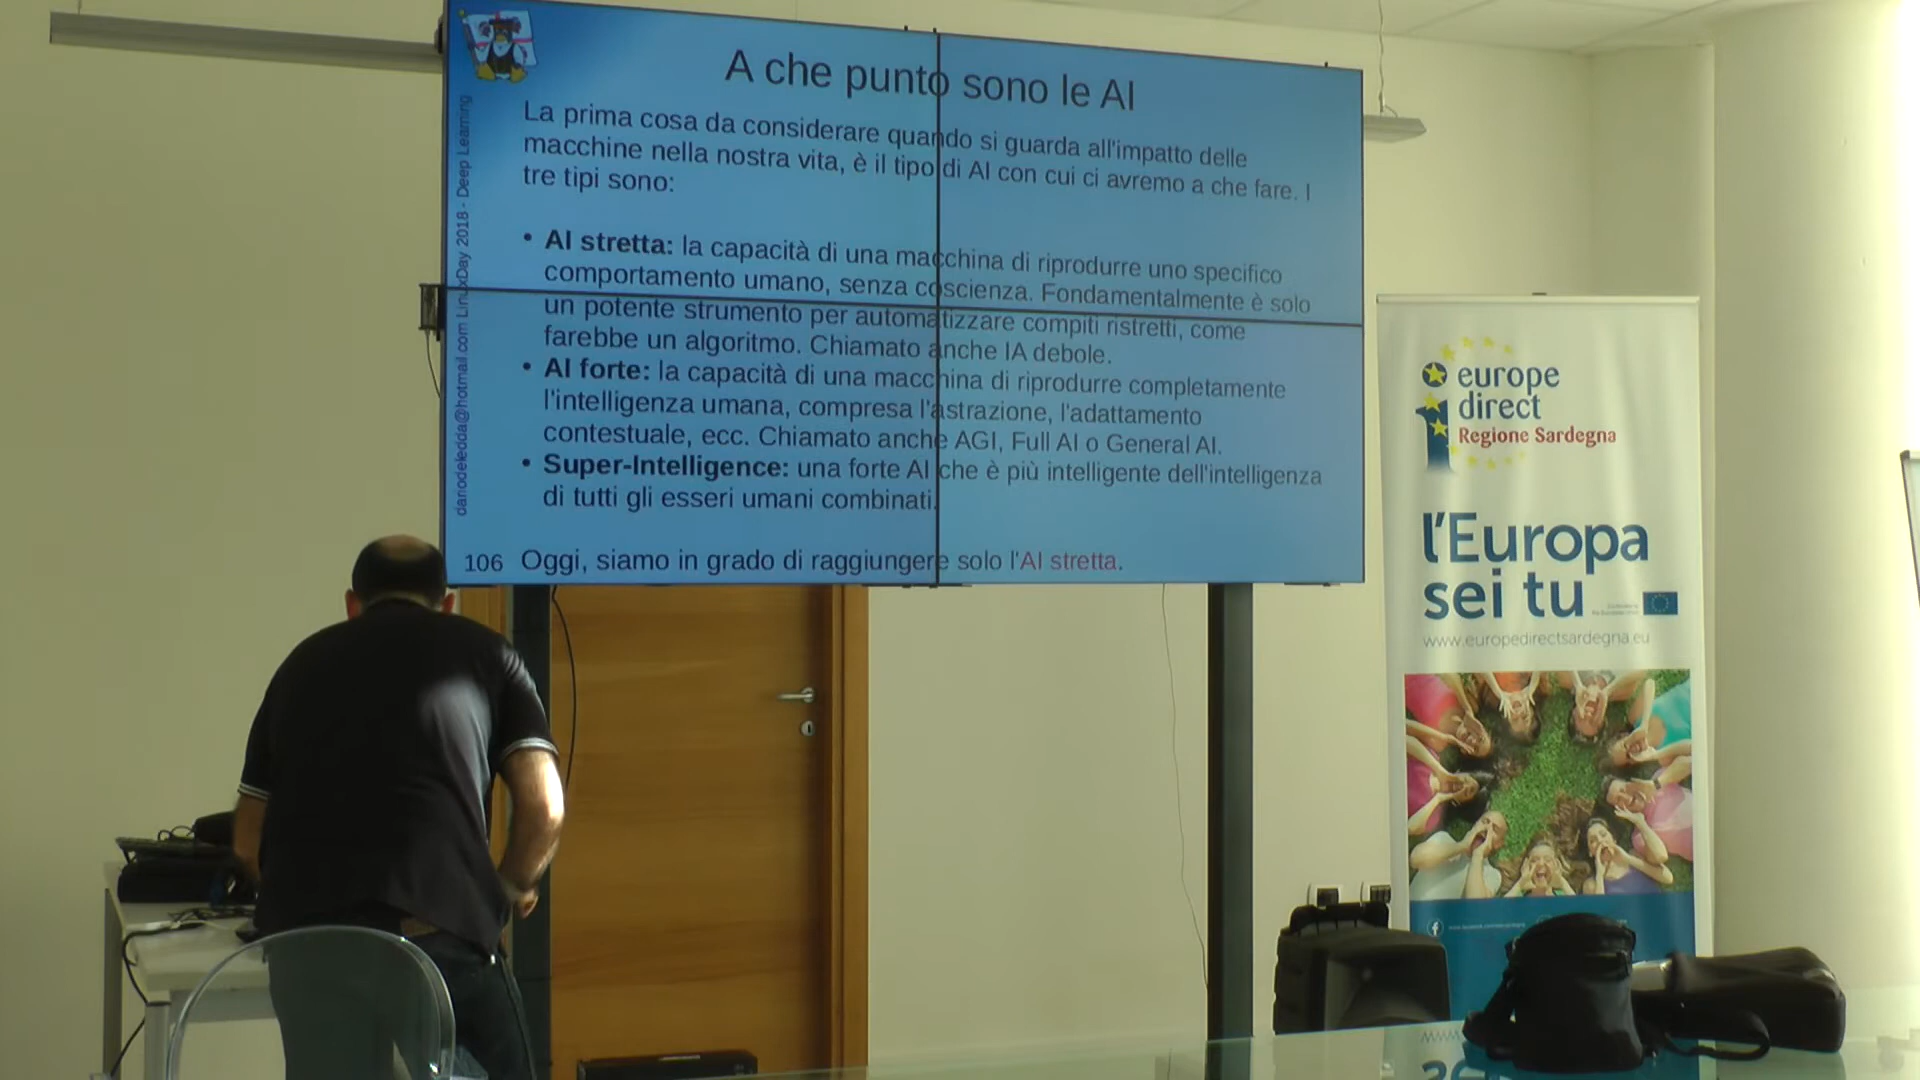 A che punto sono le AI
La prima cosa da considerare quando si guarda all'impatto delle
macchine nella nostra vita, è il tipo di AI con cui ci avremo a che fare. I
tre tipi sono:
• AI stretta: la capacità di una macchina di riprodurre uno specifico
comportamento umano, senza coscienza. Fondamentalmente è solo
un potente strumento per automatizzare compiti ristretti, come
farebbe un algoritmo. Chiamato anche IA debole.
• AI forte: la capacità di una macchina di riprodurre completamente
l'intelligenza umana, compresa l'astrazione, l'adattamento
contestuale, ecc. Chiamato anche AGI, Full AI o General AI.
• Super-Intelligence: una forte AI che è più intelligente dell'intelligenza
di tutti gli esseri umani combinati.
106 Oggi, siamo in grado di raggiungere solo l'AI stretta.
dariodeledda@hotmail.com LinuxDay 2018 - Deep Learning
europe
direct
Regione Sardegna
l'Europa
sei tu
www.europedirectsardegna.eu